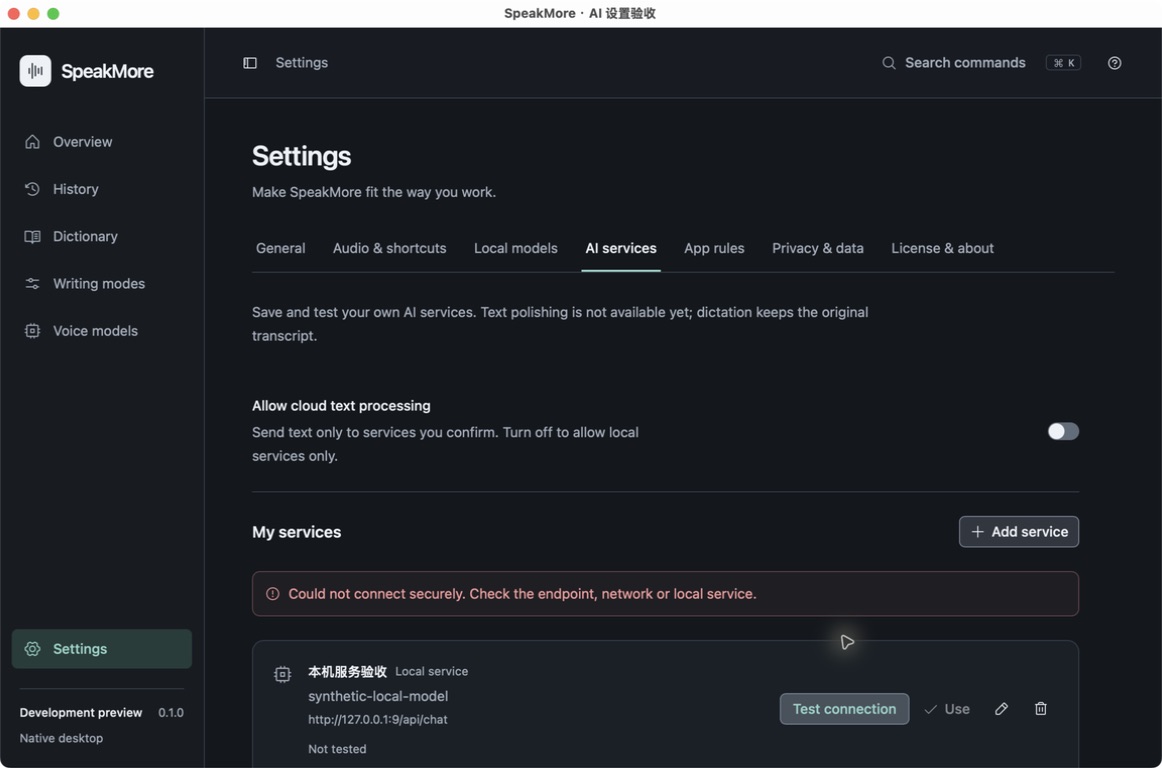 SpeakMore · AI 设置验收
SpeakMore
Settings
Search commands
⌘ K
Overview
History
Dictionary
Writing modes
Voice models
Settings
Development preview 0.1.0
Native desktop
Settings
Make SpeakMore fit the way you work.
General Audio & shortcuts Local models AI services App rules Privacy & data License & about
Save and test your own AI services. Text polishing is not available yet; dictation keeps the original
transcript.
Allow cloud text processing
Send text only to services you confirm. Turn off to allow local
services only.
My services
Add service
Could not connect securely. Check the endpoint, network or local service.
本机服务验收 Local service
synthetic-local-model
http://127.0.0.1:9/api/chat
Not tested
Test connection
Use